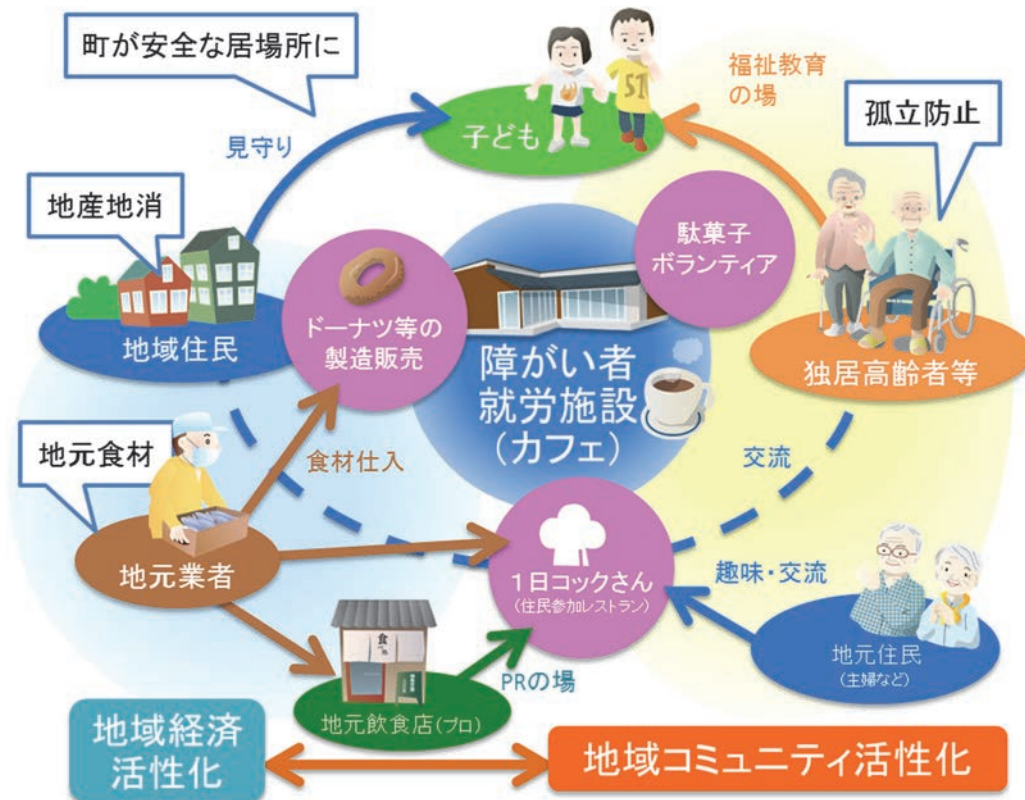 町が安全な居場所に
福祉教育
の場
孤立防止
見守り
子ども
地産地消
駄菓子
ボランティア
ドーナツ等の
製造販売
地域住民
障がい者
就労施設
(カフェ)
独居高齢者等
地元食材
食材仕入
交流
地元業者
1日コックさん
(住民参加レストラン)
趣味・交流
地元住民
(主婦など)
PRの場
地元飲食店(プロ)
地域経済
活性化
地域コミュニティ活性化
51